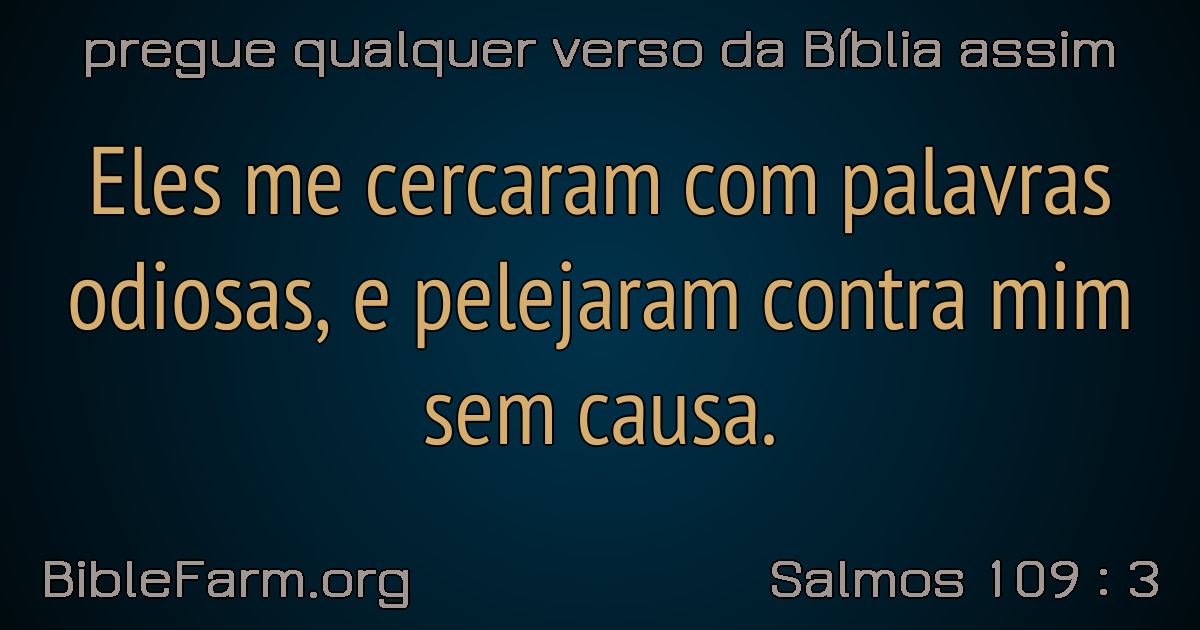 pregue qualquer verso da Bíblia assim
Eles me cercaram com palavras
odiosas, e pelejaram contra mim
sem causa.
BibleFarm.org
Salmos 109 : 3